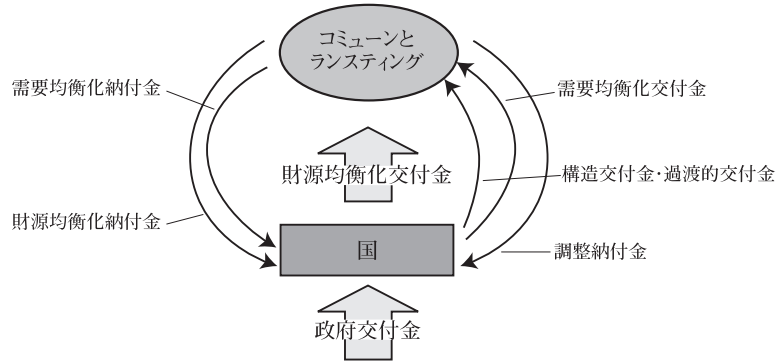 コミューンと
ランスティング
需要均衡化納付金
需要均衡化交付金
財源均衡化交付金
構造交付金・過渡的交付金
財源均衡化納付金
国
調整納付金
政府交付金